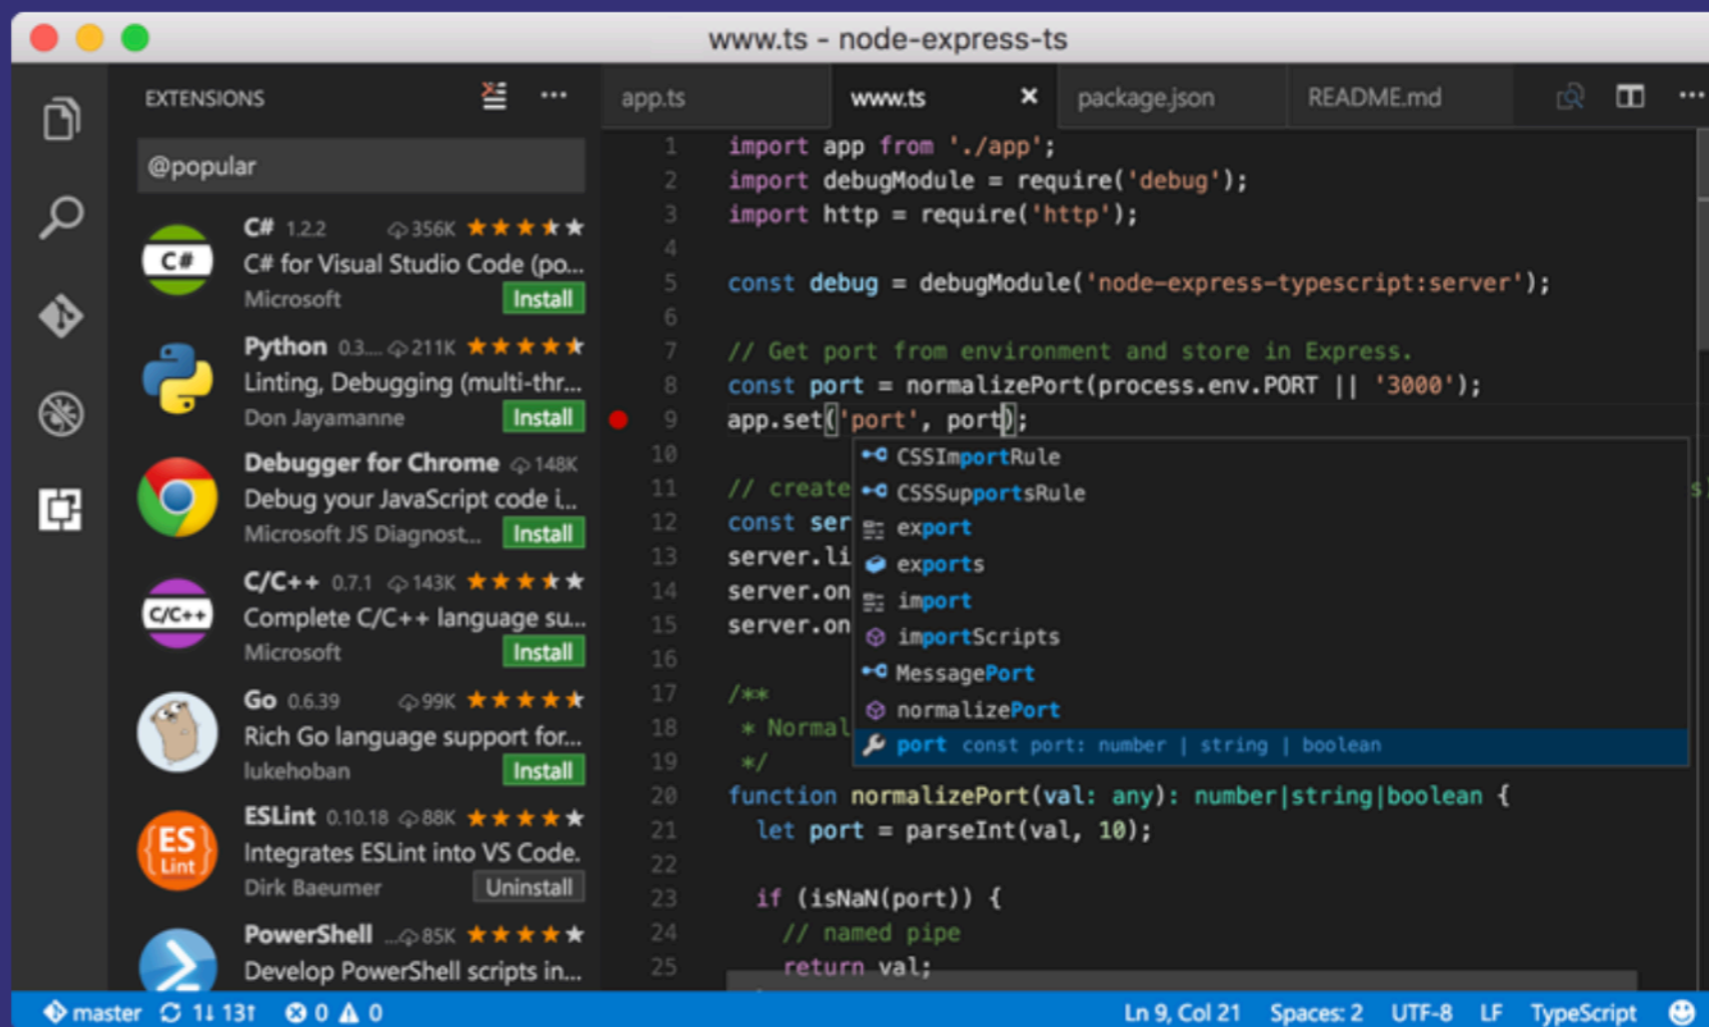 www.ts - node-express-ts
EXTENSIONS
@popular
C# 1.2.2 356K
C#
C# for Visual Studio Code (po...
Microsoft Install
Python 0.3.... 211K
Linting, Debugging (multi-thr...
Don Jayamanne Install
Debugger for Chrome 148K
Debug your JavaScript code i...
Microsoft JS Diagnost... Install
C/C++ 0.7.1 143K
C/C++
Complete C/C++ language su...
Microsoft Install
Go 0.6.39 99K
Rich Go language support for...
lukehoban Install
ESLint 0.10.18 88K
ES
Lint
Integrates ESLint into VS Code.
Dirk Baeumer Uninstall
PowerShell ... 85K
Develop PowerShell scripts in...
app.ts www.ts × package.json README.md ...
1 import app from './app';
2 import debugModule = require('debug');
3 import http = require('http');
4
5 const debug = debugModule('node-express-typescript:server');
6
7 // Get port from environment and store in Express.
8 const port = normalizePort(process.env.PORT || '3000');
9 app.set('port', port);
10
11 // create s
12 const ser
13 server.li
14 server.on
15 server.on
16
17 /**
18 * Normal
19 */
CSSImportRule
CSSSupportsRule
export
exports
import
importScripts
MessagePort
normalizePort
port const port: number | string | boolean
20 function normalizePort(val: any): number|string|boolean {
21 let port = parseInt(val, 10);
22
23 if (isNaN(port)) {
24 // named pipe
25 return val;
master 1↓ 13↑ 0 0 Ln 9, Col 21 Spaces: 2 UTF-8 LF TypeScript